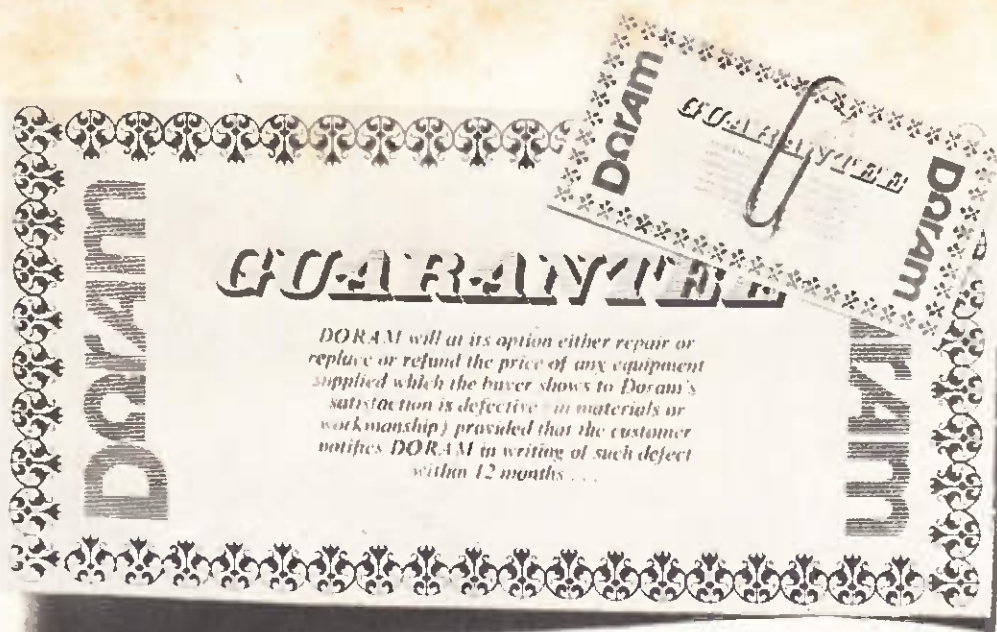 Doram
GUARANTEE
DORAM will at its option either repair or
replace or refund the price of any equipment
supplied which the buyer shows to Doram's
satisfaction is defective (in materials or
workmanship) provided that the customer
notifies DORAM in writing of such defect
within 12 months . . .
Doram
GUARANTEE
Doram